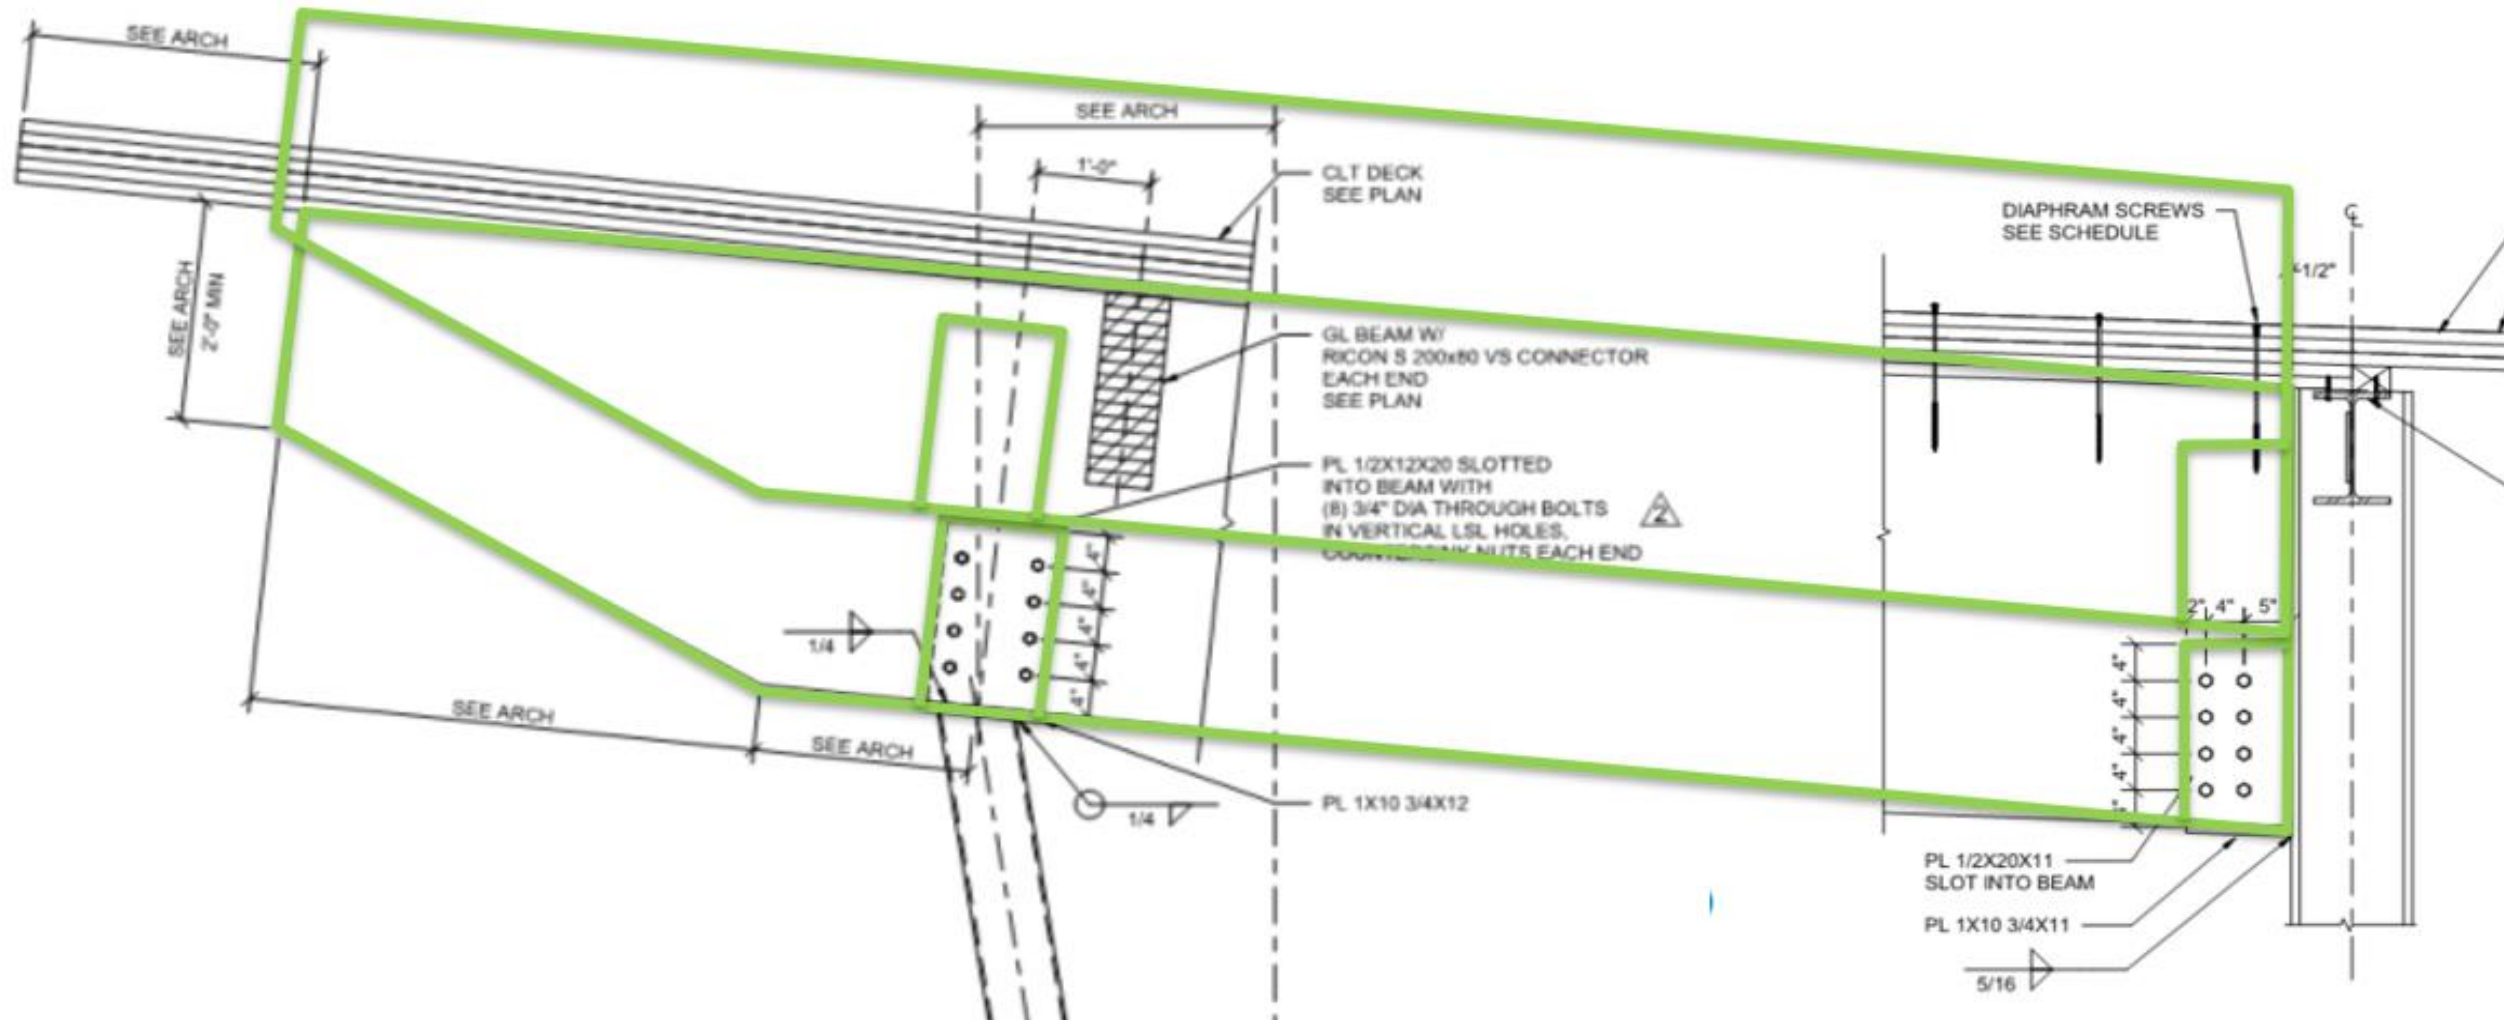 SEE ARCH
SEE ARCH
1'-0"
CLT DECK
SEE PLAN
DIAPHRAM SCREWS
SEE SCHEDULE
℄
1/2"
SEE ARCH
2'-0" MIN
GL BEAM W/
RICON S 200x80 VS CONNECTOR
EACH END
SEE PLAN
PL 1/2X12X20 SLOTTED
INTO BEAM WITH
(8) 3/4" DIA THROUGH BOLTS
IN VERTICAL LSL HOLES,
COUNTERSINK NUTS EACH END
2
4"
4"
4"
4"
4"
1/4
2" 4" 5"
4"
4"
4"
4"
SEE ARCH
SEE ARCH
1/4
PL 1X10 3/4X12
PL 1/2X20X11
SLOT INTO BEAM
PL 1X10 3/4X11
5/16